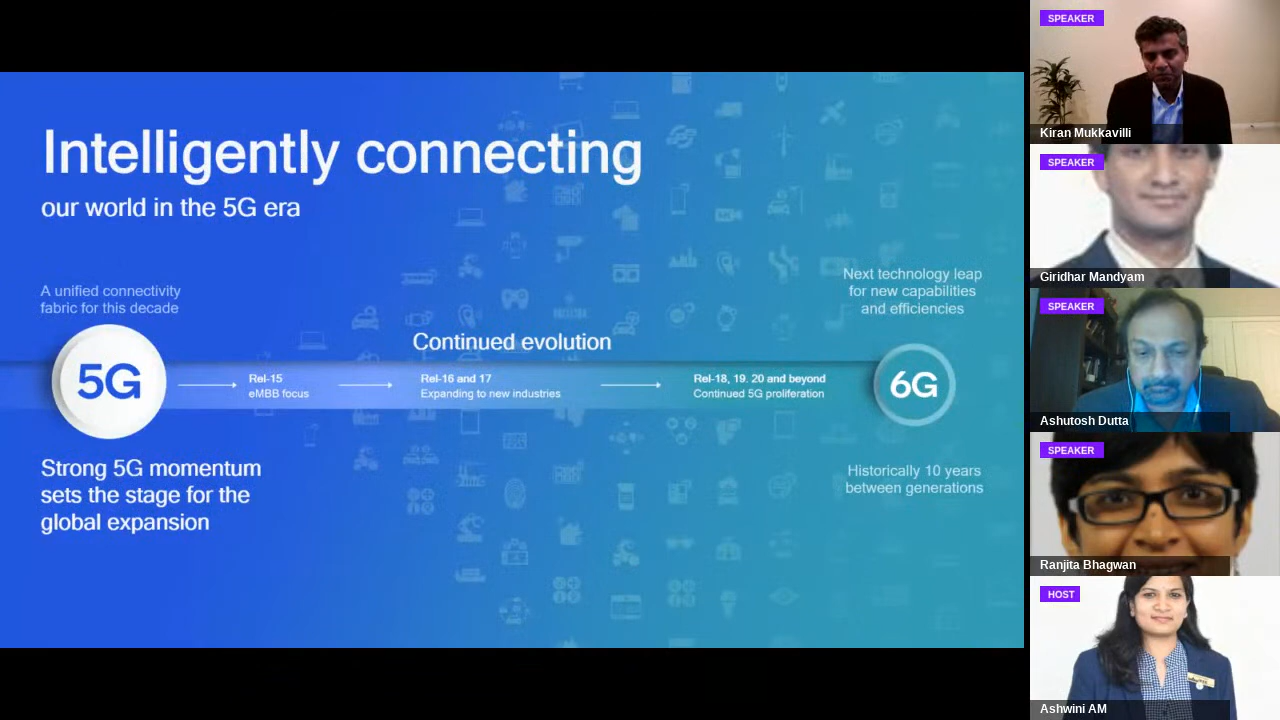 Intelligently connecting
our world in the 5G era
A unified connectivity
fabric for this decade
5G
Strong 5G momentum
sets the stage for the
global expansion
Continued evolution
Rel-15
eMBB focus
Rel-16 and 17
Expanding to new industries
Rel-18, 19. 20 and beyond
Continued 5G proliferation
Next technology leap
for new capabilities
and efficiencies
6G
Historically 10 years
between generations
SPEAKER
Kiran Mukkavilli
SPEAKER
Giridhar Mandyam
SPEAKER
Ashutosh Dutta
SPEAKER
Ranjita Bhagwan
HOST
Ashwini AM